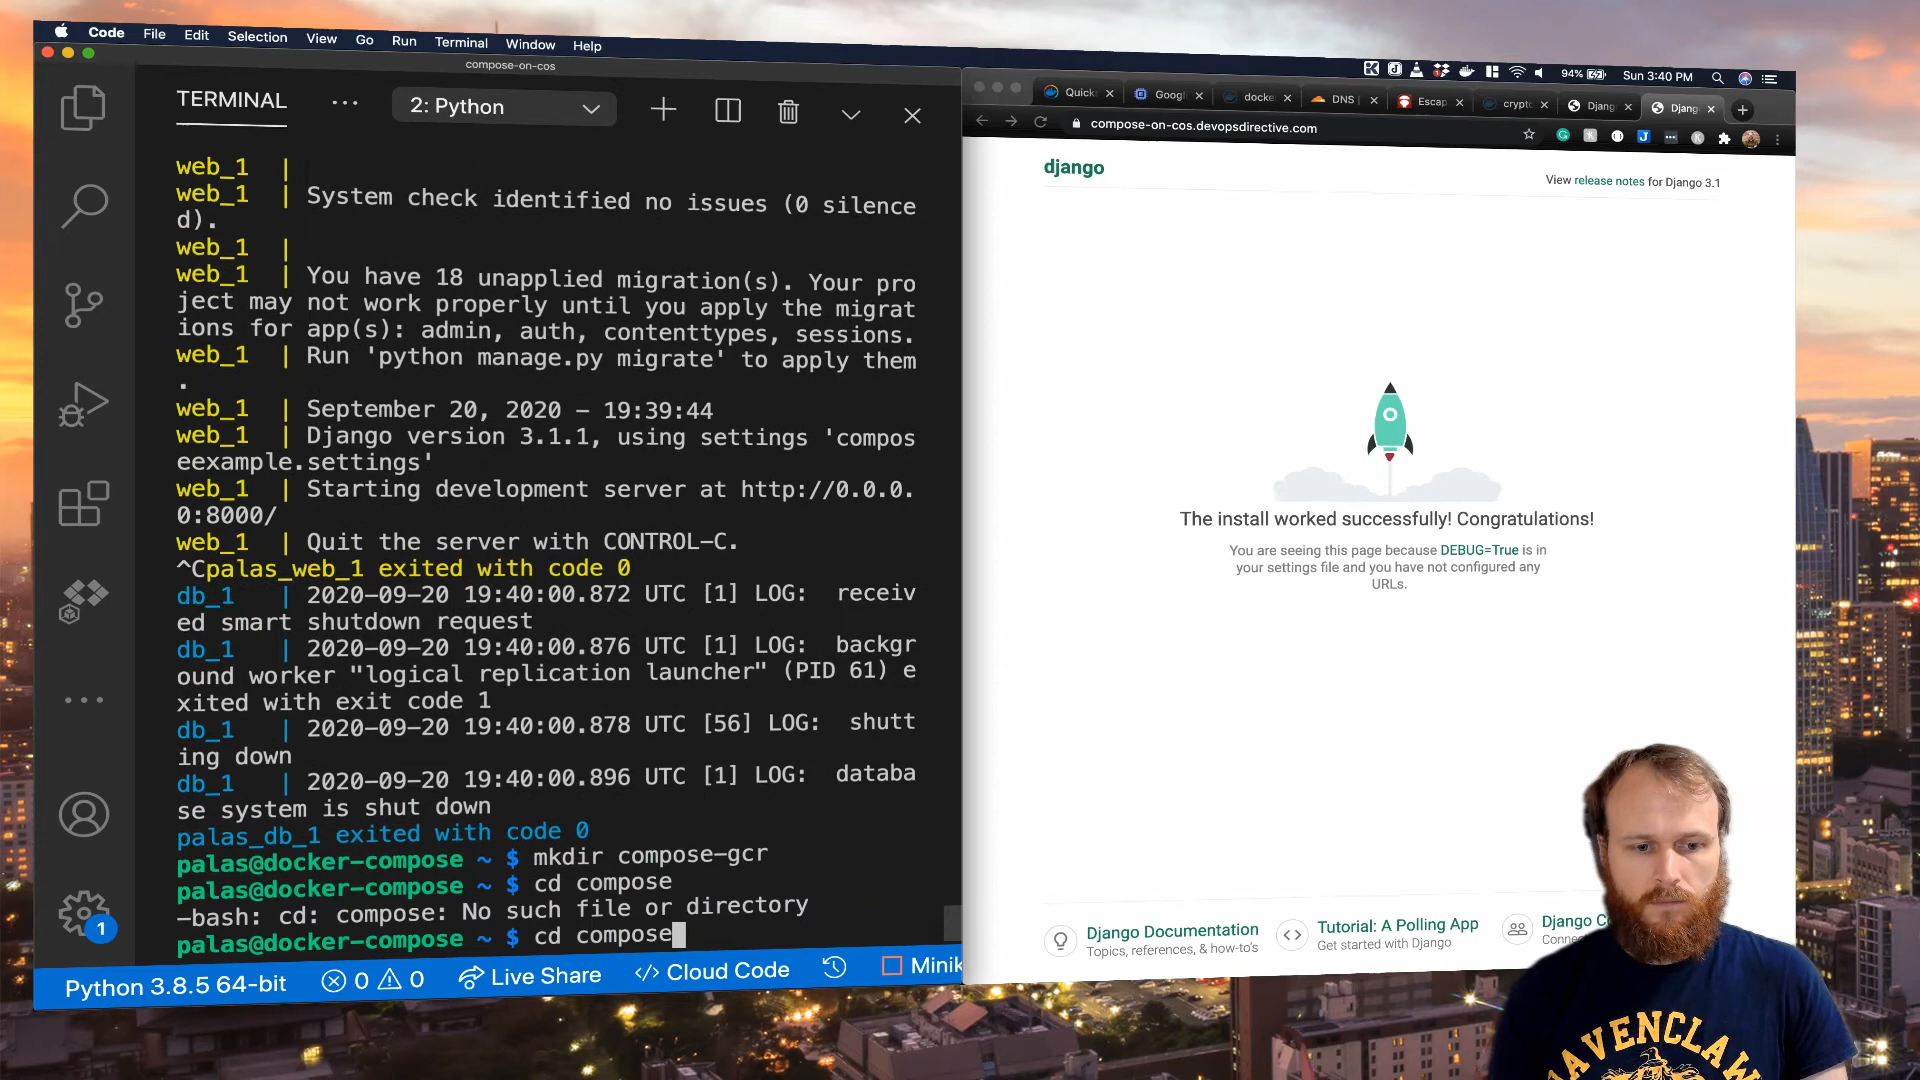 Code File Edit Selection View Go Run Terminal Window Help
94% Sun 3:40 PM
compose-on-cos
TERMINAL ··· 2: Python
web_1 |
web_1 | System check identified no issues (0 silence
d).
web_1 |
web_1 | You have 18 unapplied migration(s). Your pro
ject may not work properly until you apply the migrat
ions for app(s): admin, auth, contenttypes, sessions.
web_1 | Run 'python manage.py migrate' to apply them
.
web_1 | September 20, 2020 - 19:39:44
web_1 | Django version 3.1.1, using settings 'compos
eexample.settings'
web_1 | Starting development server at http://0.0.0.
0:8000/
web_1 | Quit the server with CONTROL-C.
^Cpalas_web_1 exited with code 0
db_1 | 2020-09-20 19:40:00.872 UTC [1] LOG: receiv
ed smart shutdown request
db_1 | 2020-09-20 19:40:00.876 UTC [1] LOG: backgr
ound worker "logical replication launcher" (PID 61) e
xited with exit code 1
db_1 | 2020-09-20 19:40:00.878 UTC [56] LOG: shutt
ing down
db_1 | 2020-09-20 19:40:00.896 UTC [1] LOG: databa
se system is shut down
palas_db_1 exited with code 0
palas@docker-compose ~ $ mkdir compose-gcr
palas@docker-compose ~ $ cd compose
-bash: cd: compose: No such file or directory
palas@docker-compose ~ $ cd compose
1
Python 3.8.5 64-bit 0 0 Live Share Cloud Code Minik
Quick Googl docke DNS | Escap crypto Djang Djang
compose-on-cos.devopsdirective.com
django
View release notes for Django 3.1
The install worked successfully! Congratulations!
You are seeing this page because DEBUG=True is in
your settings file and you have not configured any
URLs.
Django Documentation
Topics, references, & how-to's
Tutorial: A Polling App
Get started with Django
Django C
Connec
AVENCLAW